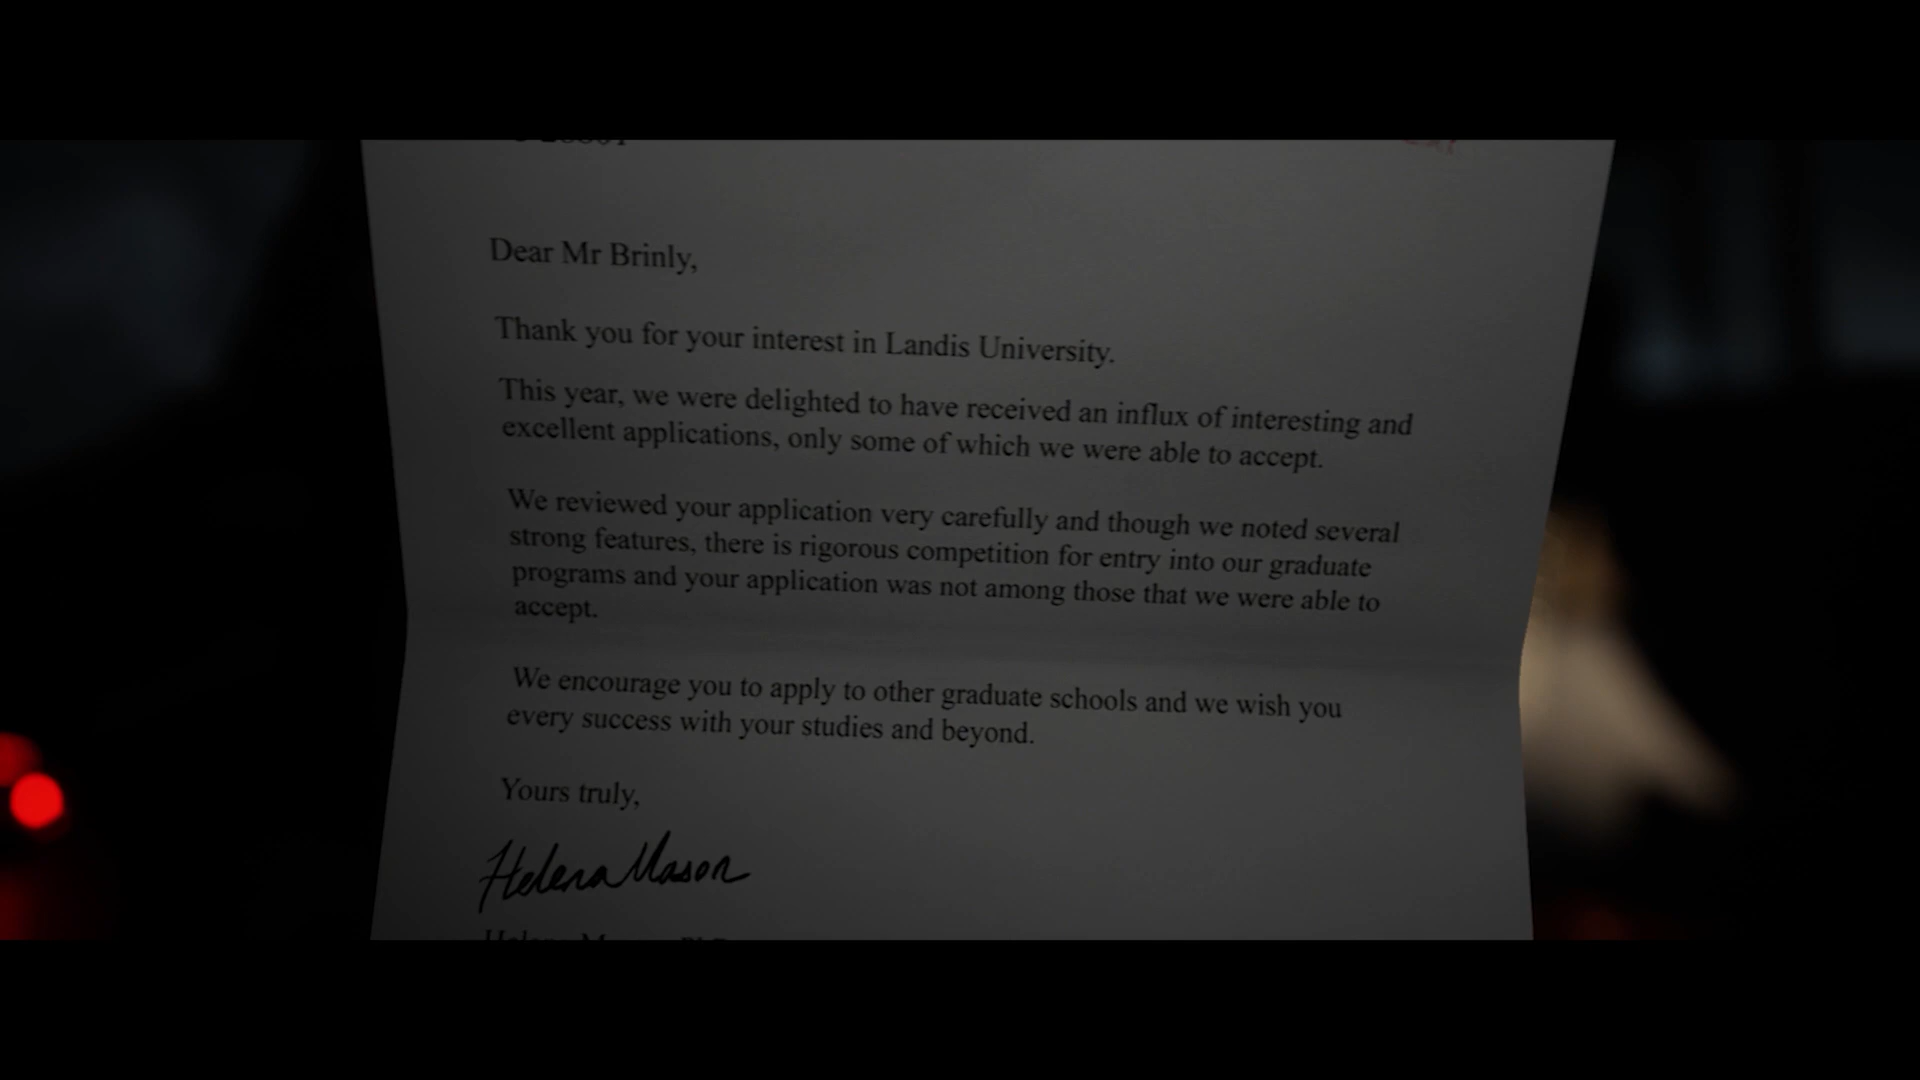 Dear Mr Brinly,
Thank you for your interest in Landis University.
This year, we were delighted to have received an influx of interesting and
excellent applications, only some of which we were able to accept.
We reviewed your application very carefully and though we noted several
strong features, there is rigorous competition for entry into our graduate
programs and your application was not among those that we were able to
accept.
We encourage you to apply to other graduate schools and we wish you
every success with your studies and beyond.
Yours truly,
Helena Mason